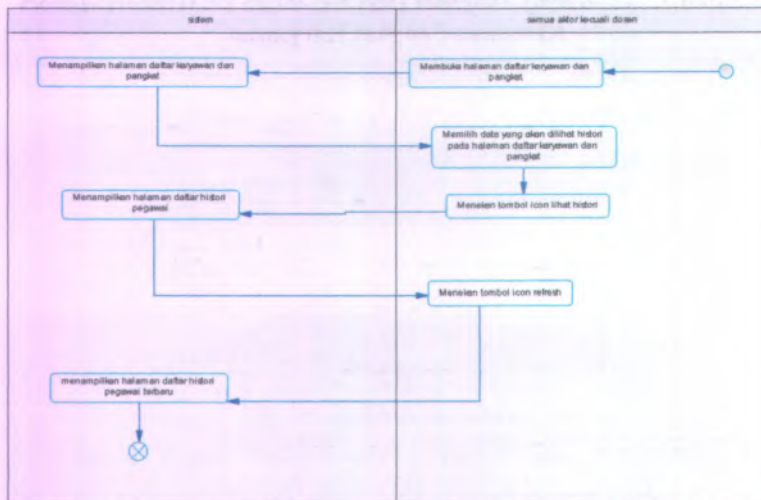 sistem
semua aktor kecuali dosen
Menampilkan halaman daftar karyawan dan
pangkat
Membuka halaman daftar karyawan dan
pangkat
Memilih data yang akan dilihat histori
pada halaman daftar karyawan dan
pangkat
Menampilkan halaman daftar histori
pegawai
Menekan tombol icon lihat histori
Menekan tombol icon refresh
menampilkan halaman daftar histori
pegawai terbaru